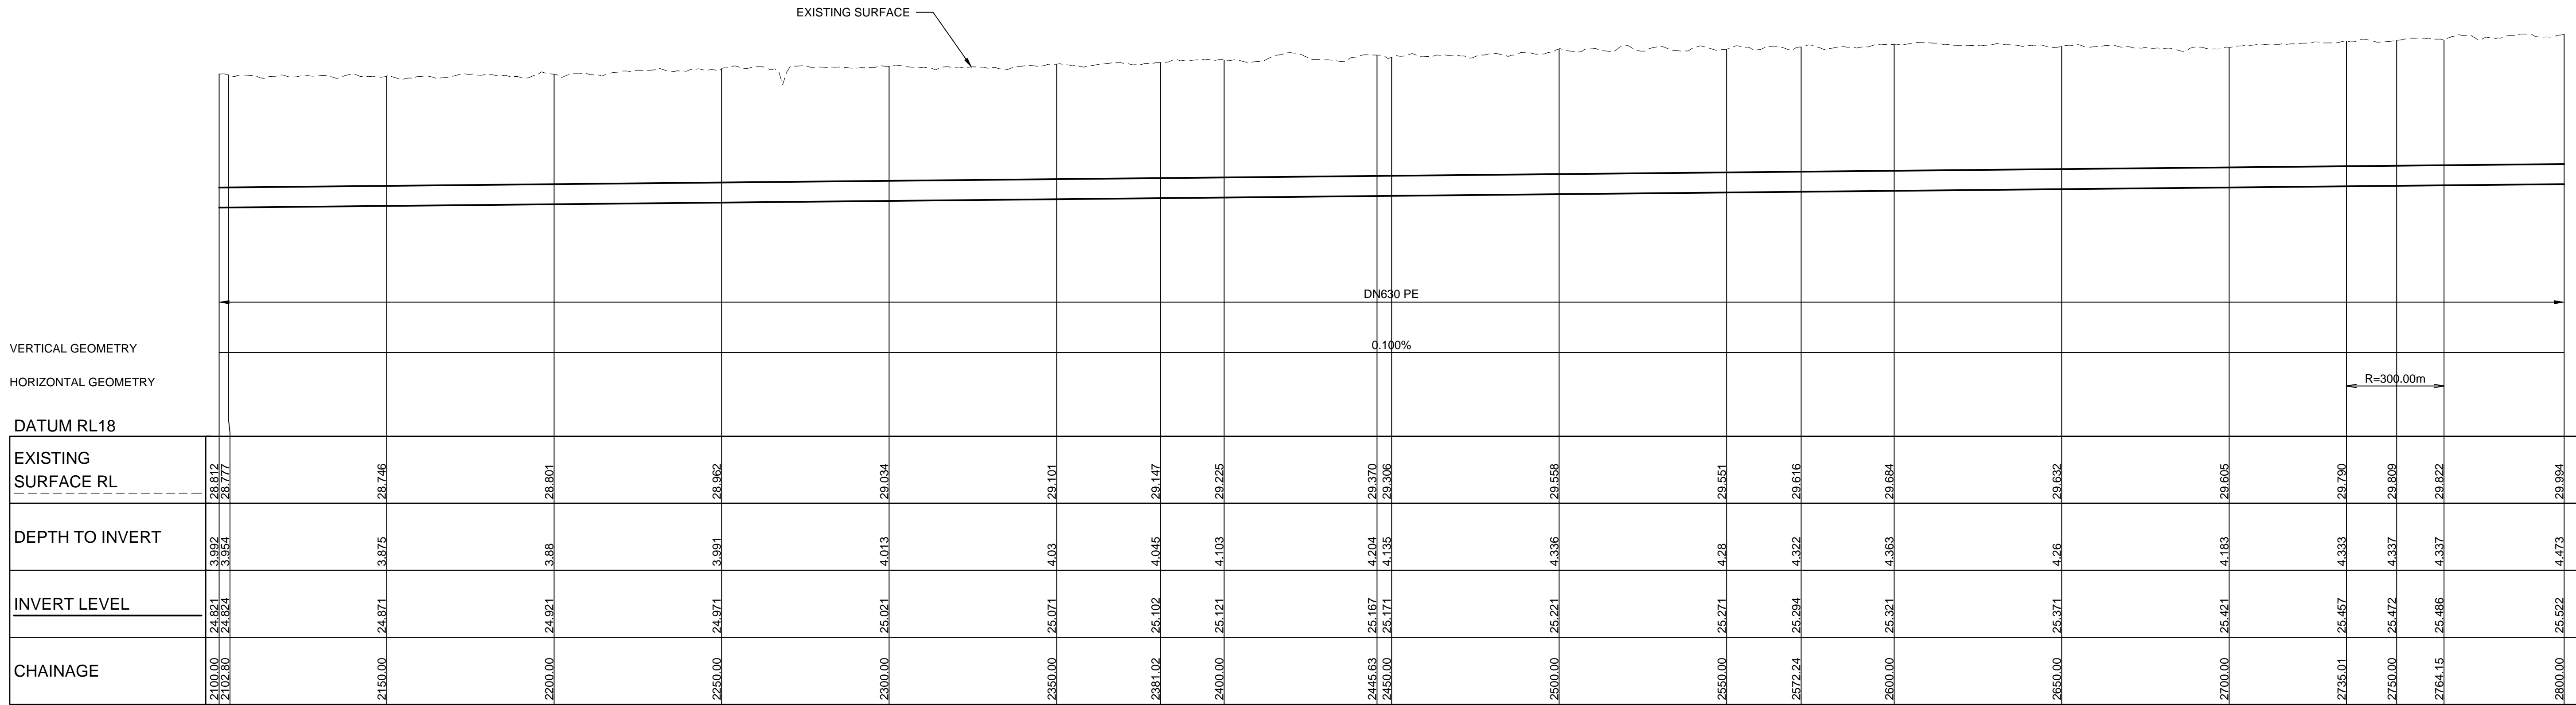 EXISTING SURFACE
DN630 PE
VERTICAL GEOMETRY
0.100%
HORIZONTAL GEOMETRY
R=300.00m
DATUM RL18
EXISTING
SURFACE RL
28.812 28.777 28.746 28.801 28.962 29.034 29.101 29.147 29.225 29.370 29.306 29.558 29.551 29.616 29.684 29.632 29.605 29.790 29.809 29.822 29.994
DEPTH TO INVERT
3.992 3.954 3.875 3.88 3.991 4.013 4.03 4.045 4.103 4.204 4.135 4.336 4.28 4.322 4.363 4.26 4.183 4.333 4.337 4.337 4.473
INVERT LEVEL
24.821 24.824 24.871 24.921 24.971 25.021 25.071 25.102 25.121 25.167 25.171 25.221 25.271 25.294 25.321 25.371 25.421 25.457 25.472 25.486 25.522
CHAINAGE
2100.00 2102.80 2150.00 2200.00 2250.00 2300.00 2350.00 2381.02 2400.00 2445.63 2450.00 2500.00 2550.00 2572.24 2600.00 2650.00 2700.00 2735.01 2750.00 2764.15 2800.00